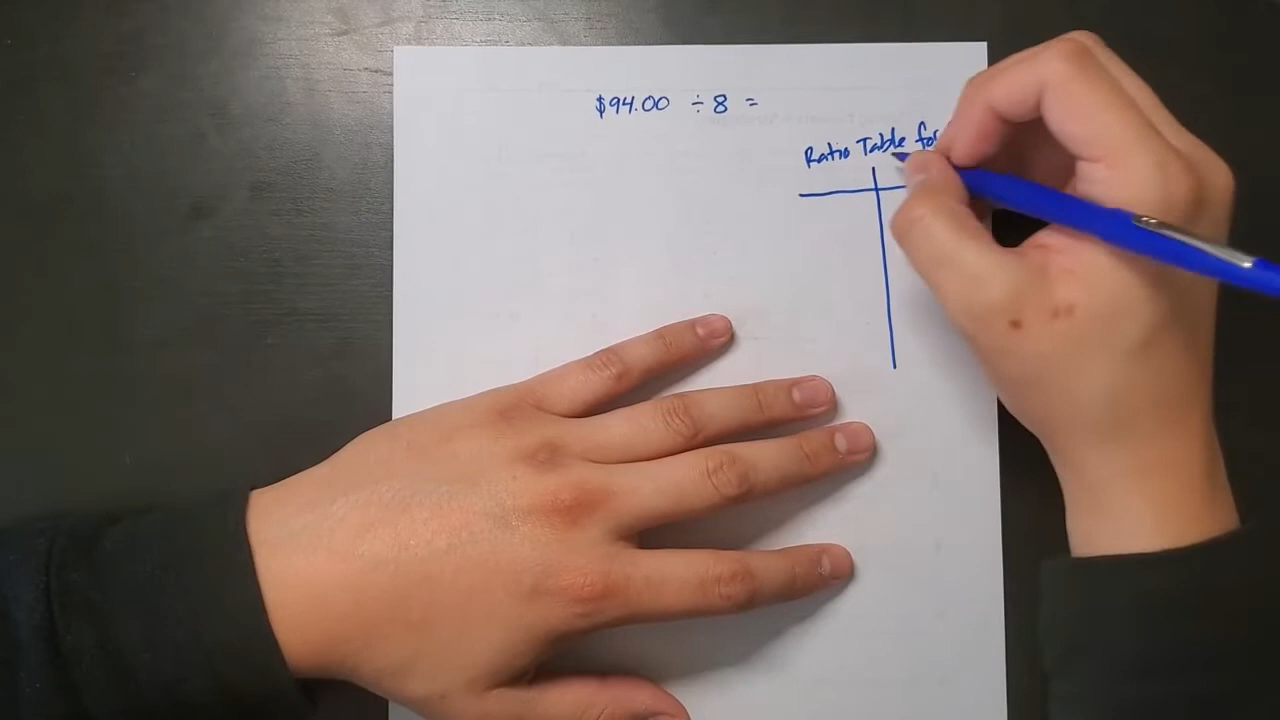 $94.00 ÷ 8 =
Ratio Table for